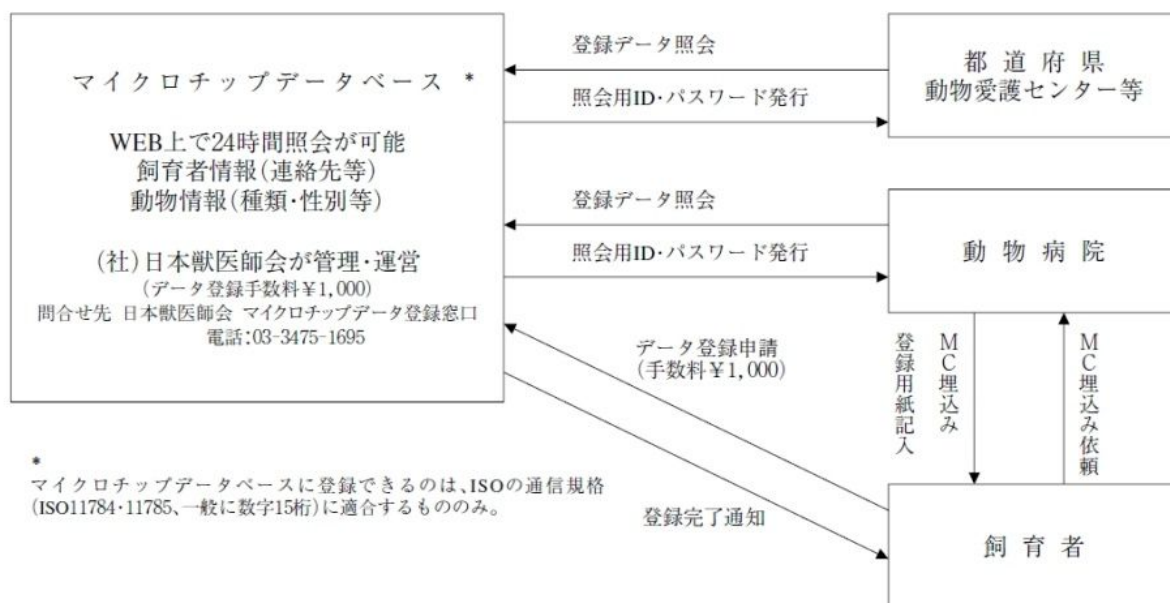 マイクロチップデータベース *
WEB上で24時間照会が可能
飼育者情報(連絡先等)
動物情報(種類・性別等)
(社)日本獣医師会が管理・運営
(データ登録手数料¥1,000)
問合せ先 日本獣医師会 マイクロチップデータ登録窓口
電話:03-3475-1695
登録データ照会
照会用ID・パスワード発行
都道府県
動物愛護センター等
登録データ照会
照会用ID・パスワード発行
動物病院
データ登録申請
(手数料¥1,000)
MC埋込み
登録用紙記入
MC埋込み依頼
登録完了通知
飼育者
*
マイクロチップデータベースに登録できるのは、ISOの通信規格
(ISO11784・11785、一般に数字15桁)に適合するもののみ。